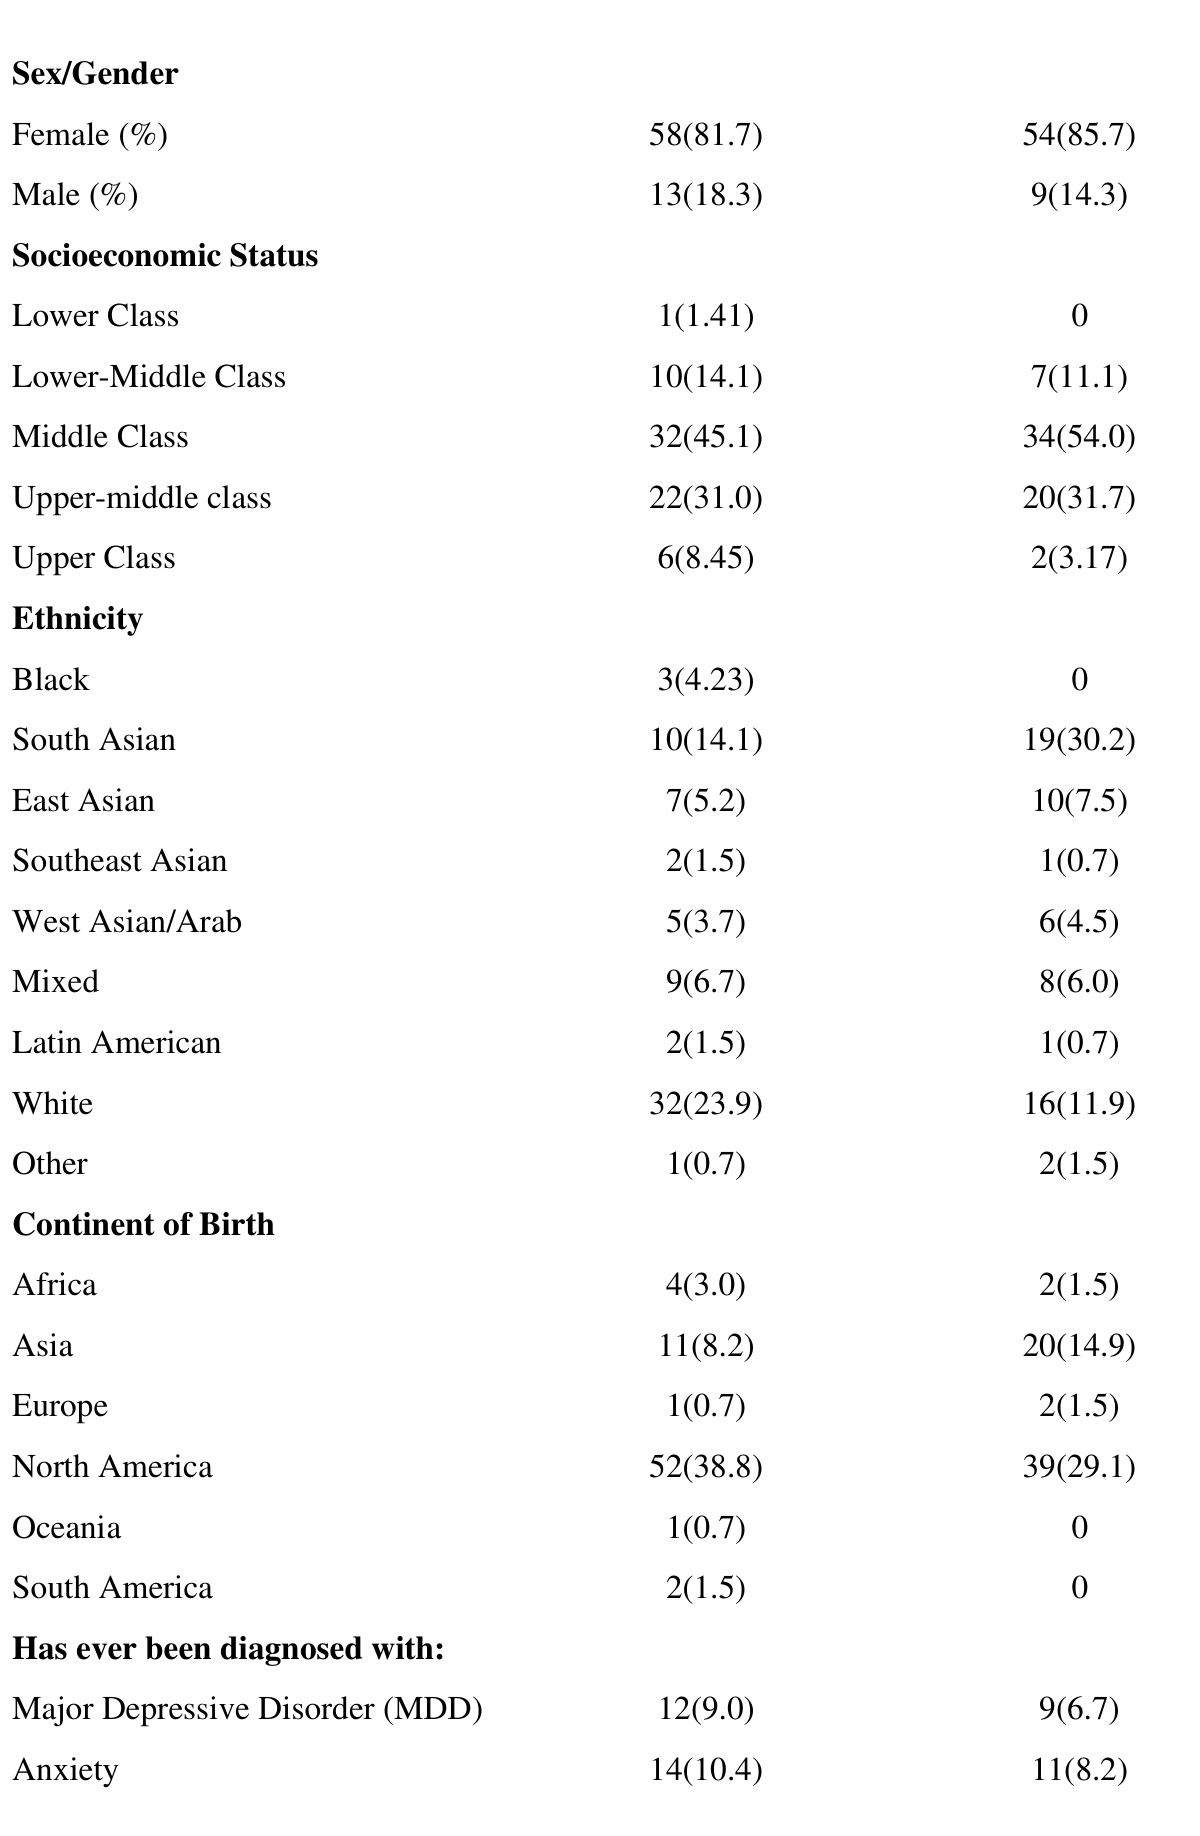 Sex/Gender
Female (%) 58(81.7) 54(85.7)
Male (%) 13(18.3) 9(14.3)
Socioeconomic Status
Lower Class 1(1.41) 0
Lower-Middle Class 10(14.1) 7(11.1)
Middle Class 32(45.1) 34(54.0)
Upper-middle class 22(31.0) 20(31.7)
Upper Class 6(8.45) 2(3.17)
Ethnicity
Black 3(4.23) 0
South Asian 10(14.1) 19(30.2)
East Asian 7(5.2) 10(7.5)
Southeast Asian 2(1.5) 1(0.7)
West Asian/Arab 5(3.7) 6(4.5)
Mixed 9(6.7) 8(6.0)
Latin American 2(1.5) 1(0.7)
White 32(23.9) 16(11.9)
Other 1(0.7) 2(1.5)
Continent of Birth
Africa 4(3.0) 2(1.5)
Asia 11(8.2) 20(14.9)
Europe 1(0.7) 2(1.5)
North America 52(38.8) 39(29.1)
Oceania 1(0.7) 0
South America 2(1.5) 0
Has ever been diagnosed with:
Major Depressive Disorder (MDD) 12(9.0) 9(6.7)
Anxiety 14(10.4) 11(8.2)